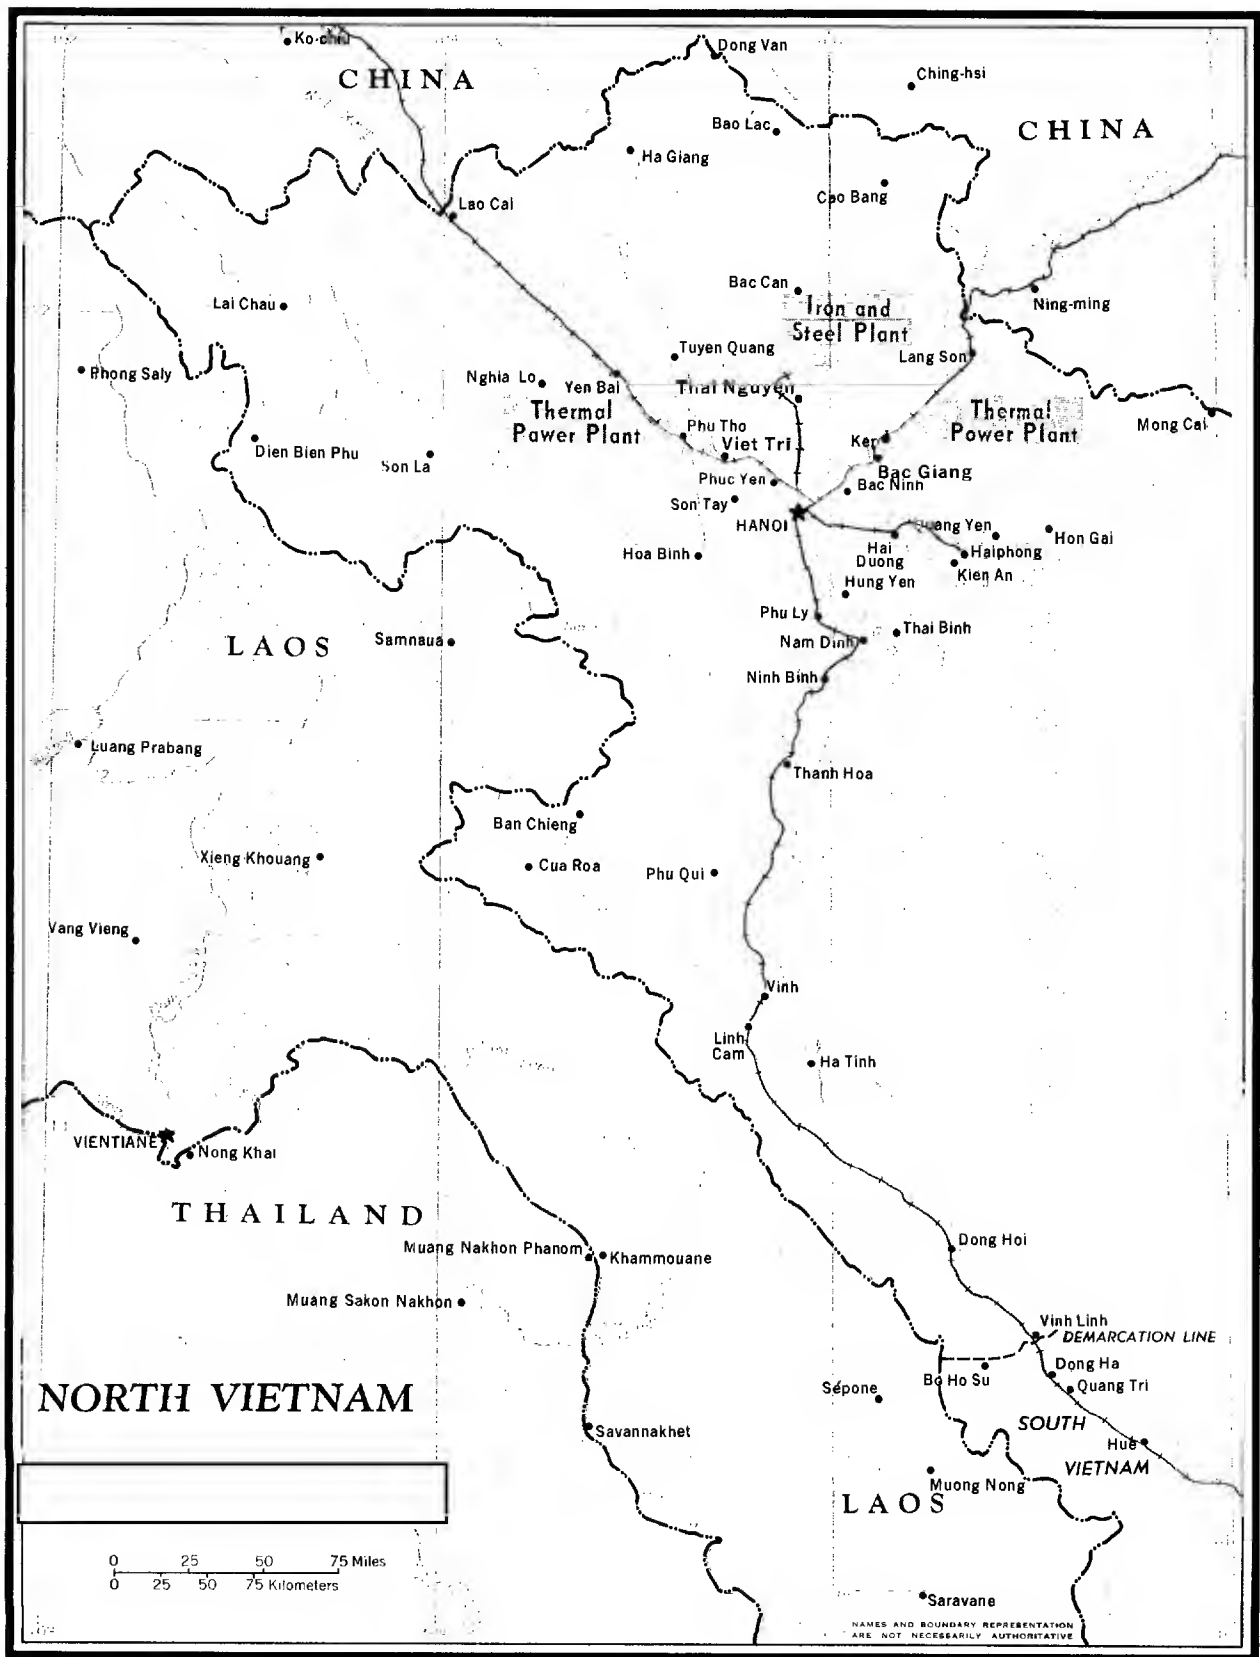 Ko-chiu
CHINA
Dong Van
Ching-hsi
Bao Lac
CHINA
Ha Giang
Cao Bang
Lao Cai
Bac Can
Lai Chau
Iron and
Steel Plant
Ning-ming
Tuyen Quang
Lang Son
Phong Saly
Nghia Lo
Yen Bai
Thai Nguyen
Thermal
Power Plant
Thermal
Power Plant
Mong Cai
Phu Tho
Viet Tri
Kep
Dien Bien Phu
Son La
Bac Giang
Phuc Yen
Bac Ninh
Son Tay
HANOI
Hoa Binh
Hai
Duong
Quang Yen
Hon Gai
Haiphong
Kien An
Hung Yen
Phu Ly
Thai Binh
LAOS
Samnaua
Nam Dinh
Ninh Binh
Luang Prabang
Thanh Hoa
Ban Chieng
Xieng Khouang
Cua Roa
Phu Qui
Vang Vieng
Vinh
Linh
Cam
Ha Tinh
VIENTIANE
Nong Khai
THAILAND
Dong Hoi
Muang Nakhon Phanom
Khammouane
Muang Sakon Nakhon
Vinh Linh
DEMARCATION LINE
Dong Ha
Bo Ho Su
Quang Tri
Sepone
NORTH VIETNAM
SOUTH
VIETNAM
Savannakhet
Hue
Muong Nong
LAOS
0 25 50 75 Miles
0 25 50 75 Kilometers
Saravane
NAMES AND BOUNDARY REPRESENTATION
ARE NOT NECESSARILY AUTHORITATIVE